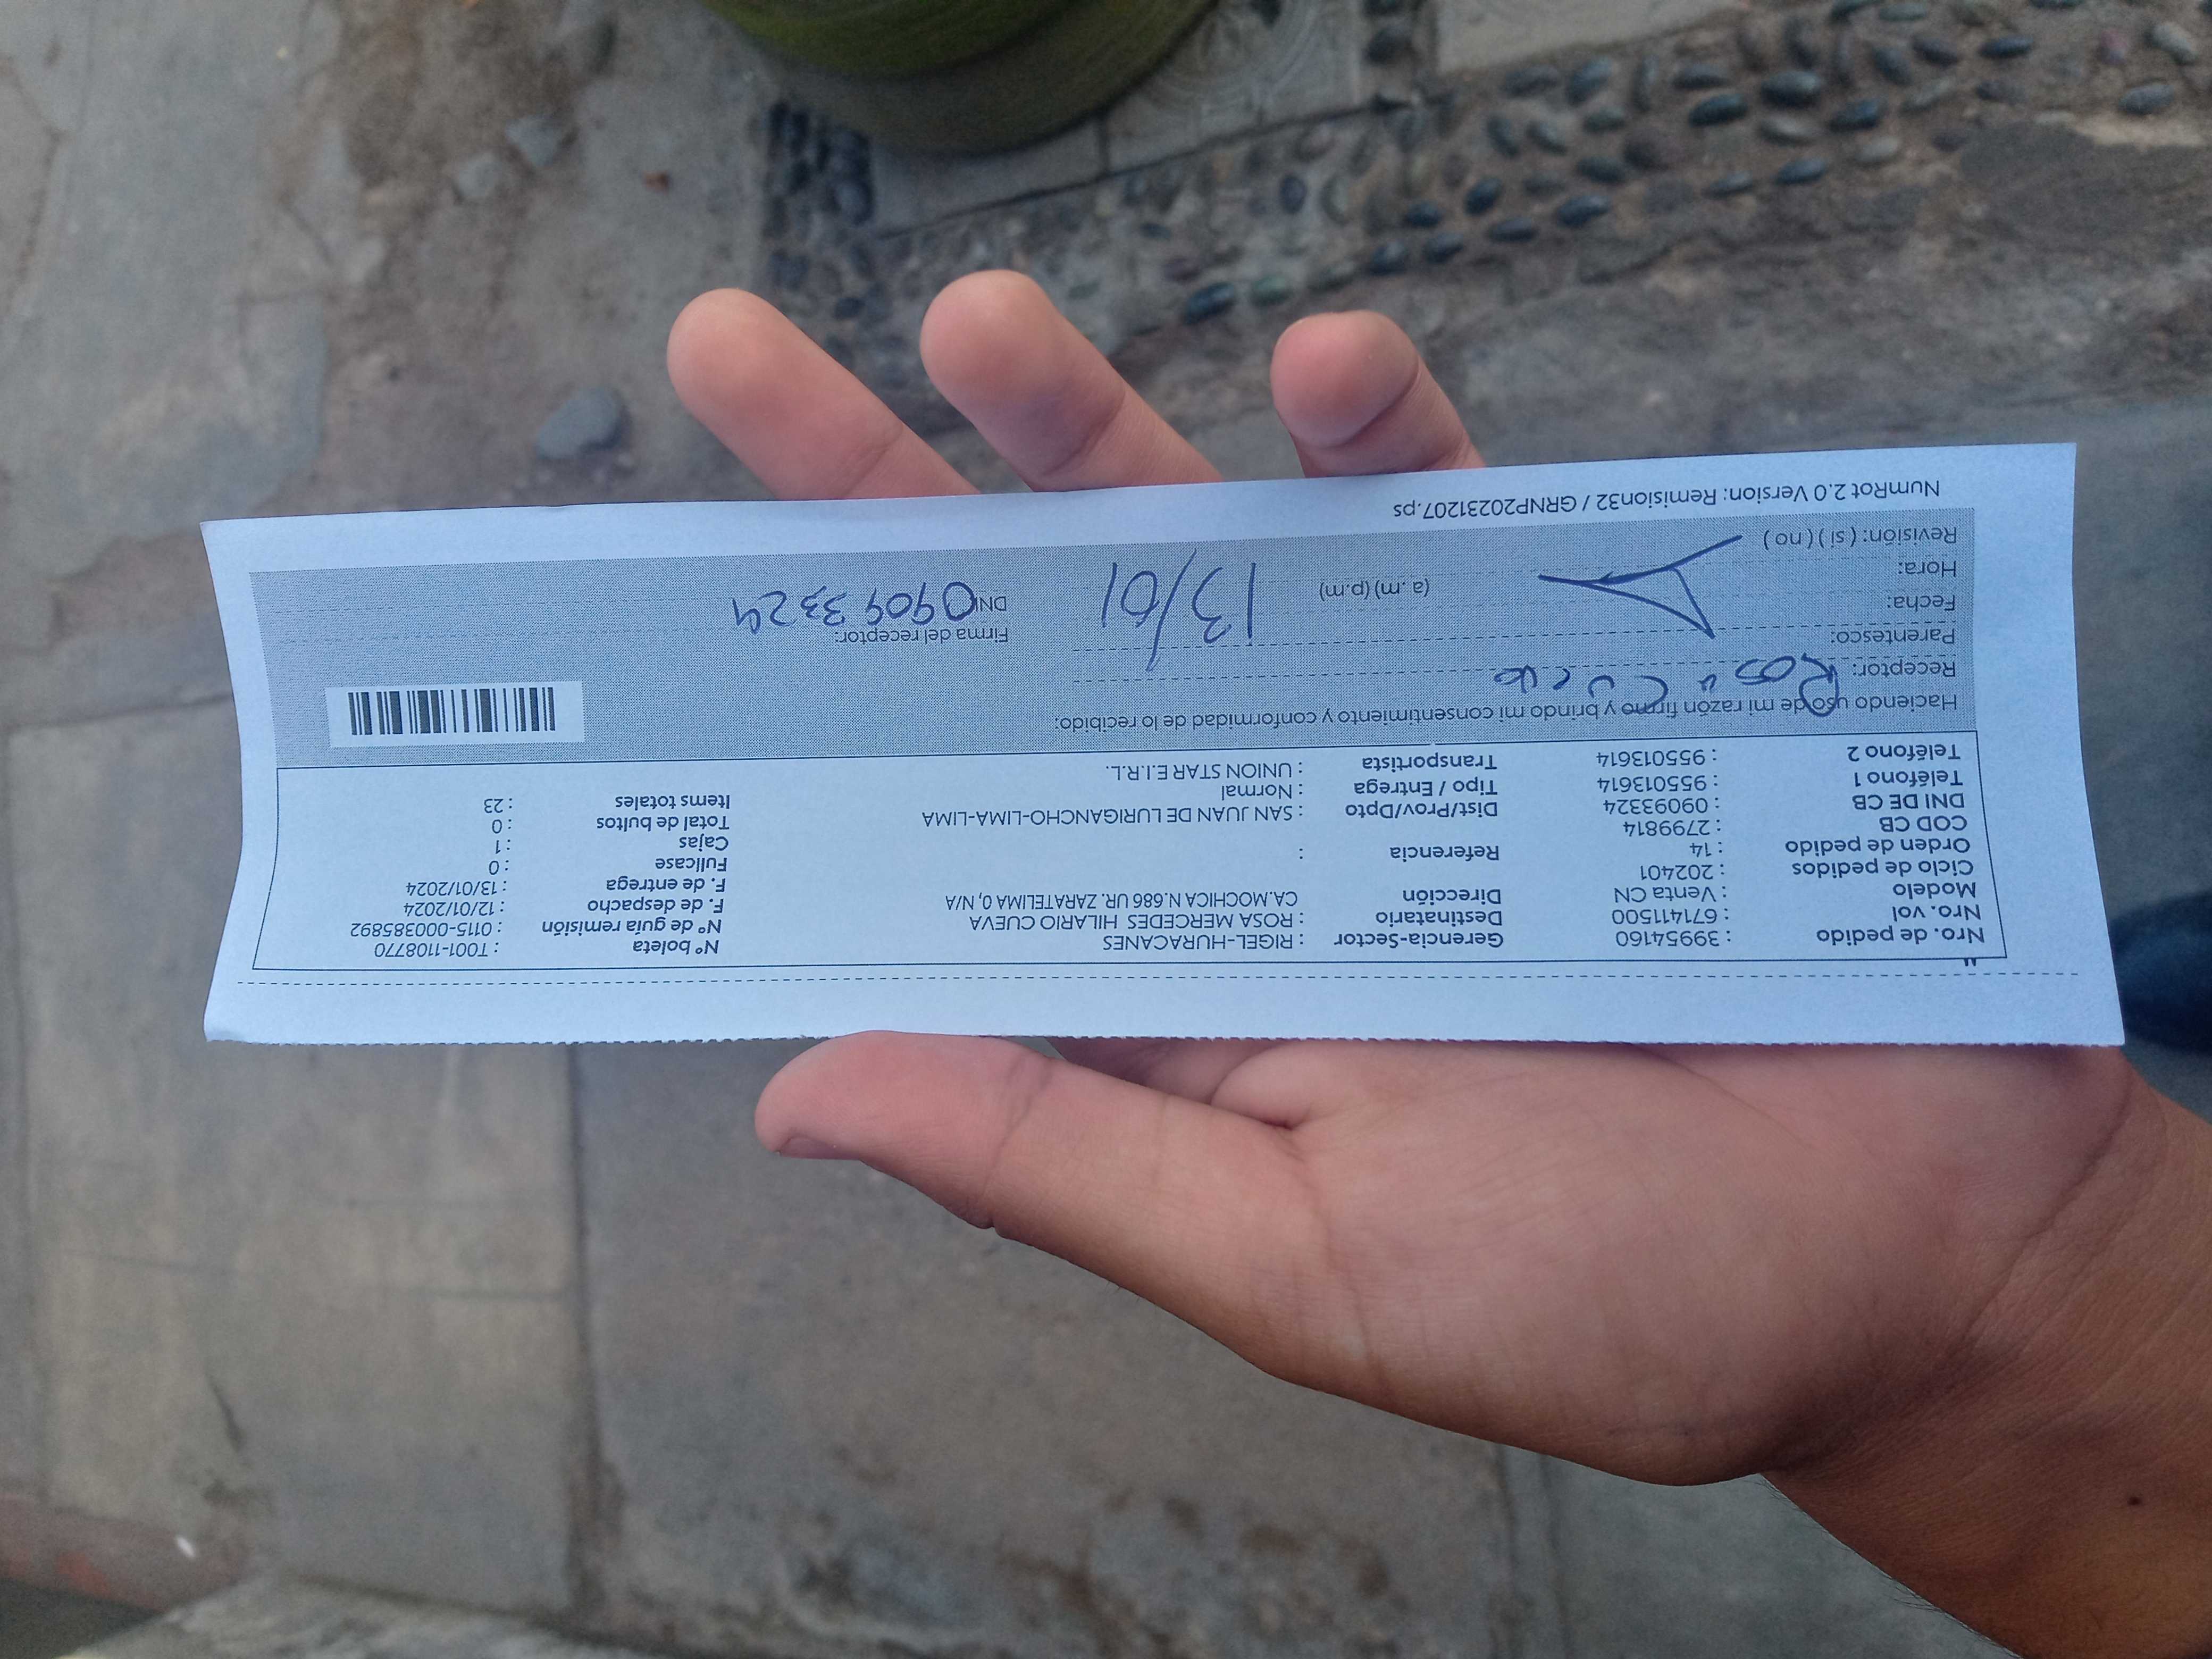 Nro. de pedido : 39954160 Gerencia-Sector : RIGEL-HURACANES N° boleta : T001-1108770
Nro. vol : 6714111500 Destinatario : ROSA MERCEDES HILARIO CUEVA N° de guía remisión : 0115-000385892
Modelo : Venta CN Dirección CA.MOCHICA N.686 UR. ZARATELIMA 0, N/A F. de despacho : 12/01/2024
Ciclo de pedidos : 202401 F. de entrega : 13/01/2024
Orden de pedido : 14 Referencia : Fullcase : 0
COD CB : 2799814 Cajas : 1
DNI DE CB : 09093324 Dist/Prov/Dpto : SAN JUAN DE LURIGANCHO-LIMA-LIMA Total de bultos : 0
Teléfono 1 : 955013614 Tipo / Entrega : Normal Items totales : 23
Teléfono 2 : 955013614 Transportista : UNION STAR E.I.R.L.
Haciendo uso de mi razón firmo y brindo mi consentimiento y conformidad de lo recibido:
Receptor: Rosa
Parentesco: Firma del receptor:
Fecha: 13/01 DNI 09093324
Hora: (a. m) (p.m)
Revisión: ( si ) ( no )
NumRot 2.0 Version: Remision32 / GRNP20231207.ps